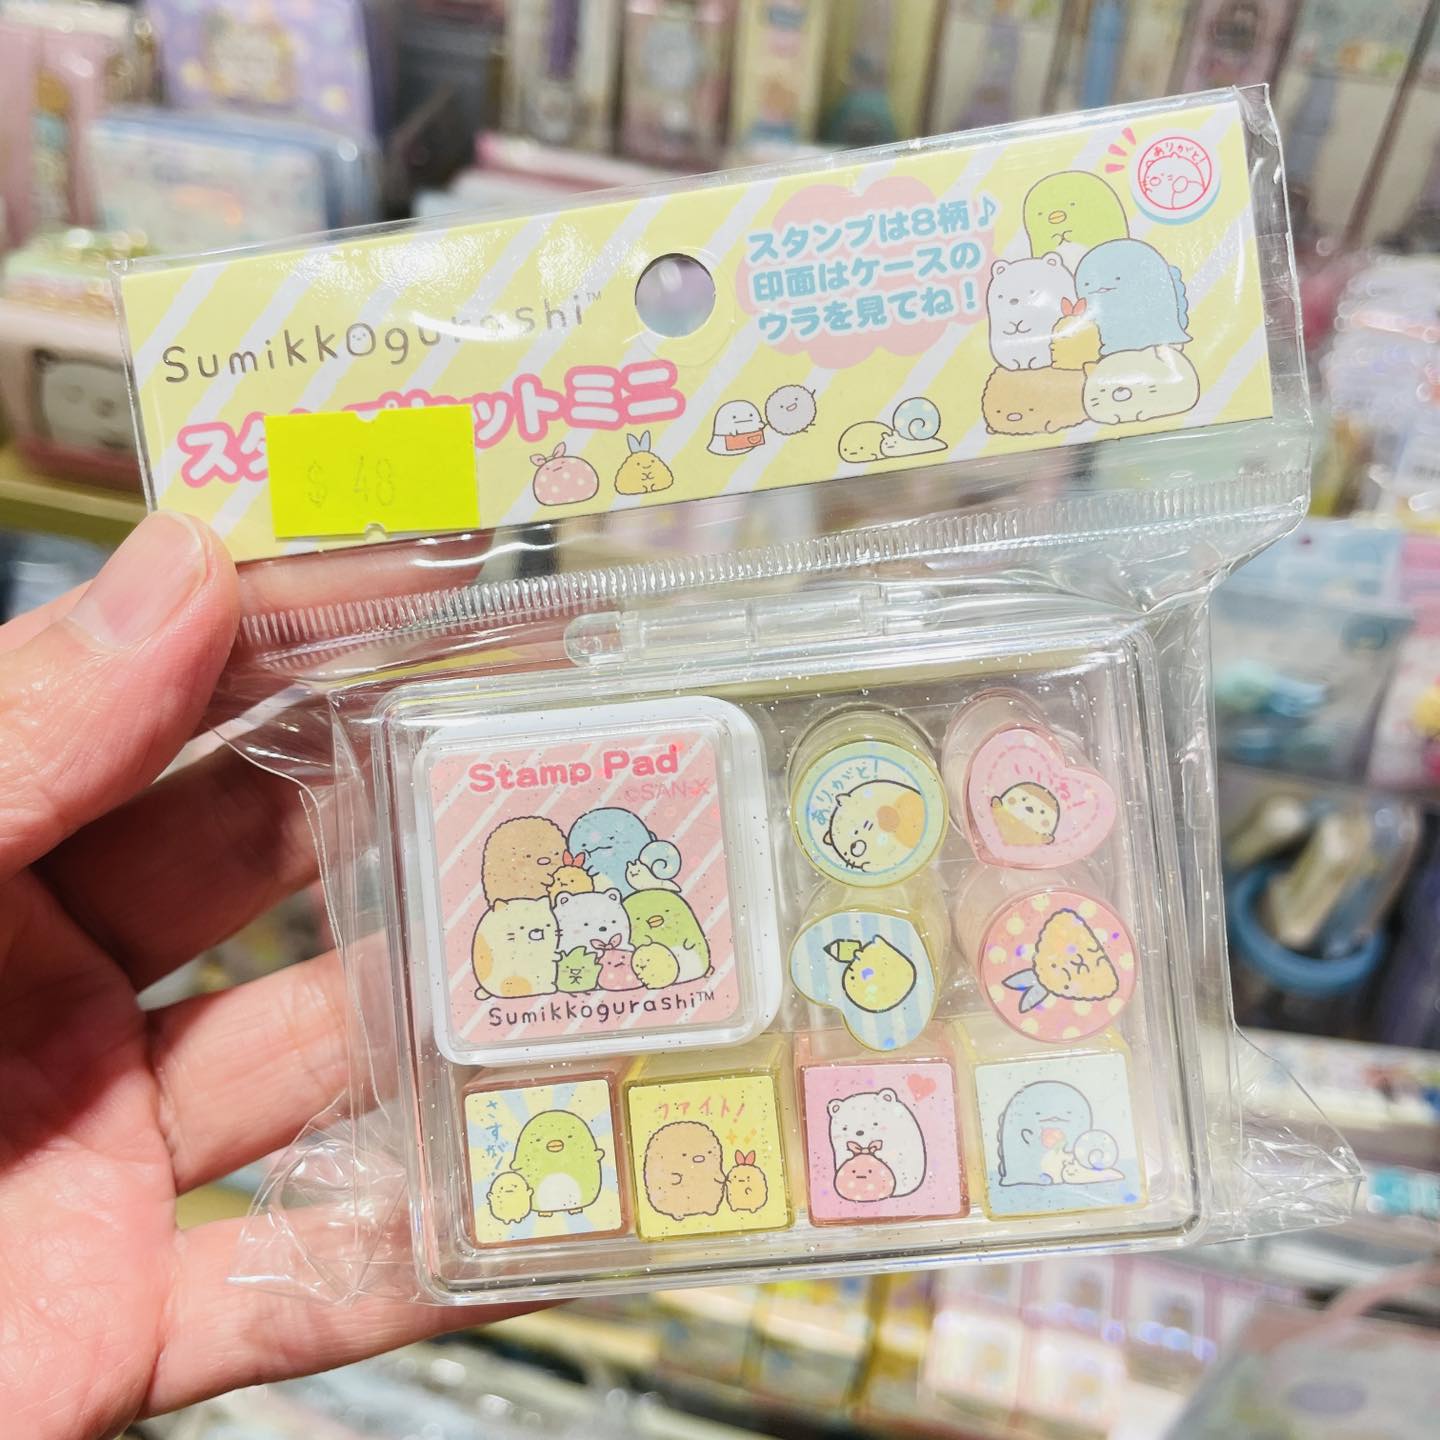 Sumikkogurashi™
スタンプセットミニ
$ 48
スタンプは8柄♪
印面はケースの
ウラを見てね！
ありがと！
Stamp Pad
©SAN-X
Sumikkogurashi™
ありがと！
いいね！
さすが！
ファイト！